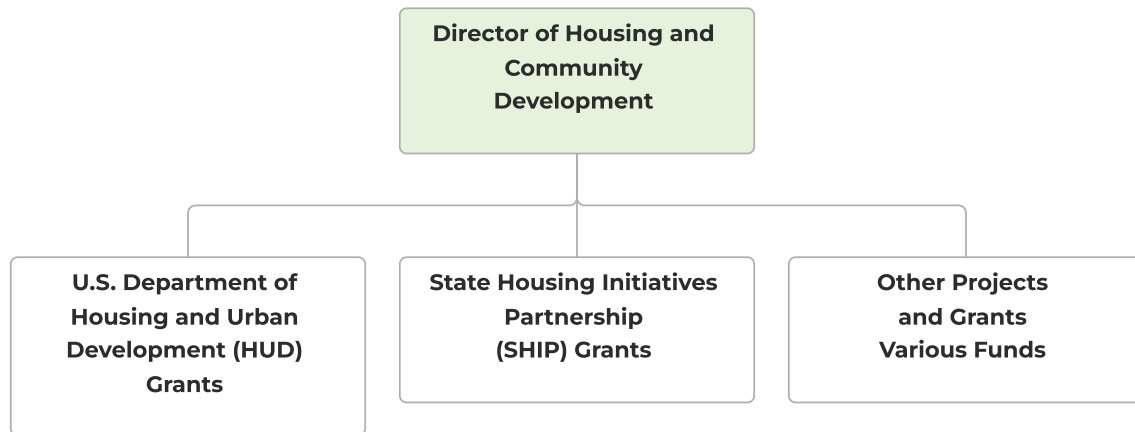 Director of Housing and
Community
Development
U.S. Department of
Housing and Urban
Development (HUD)
Grants
State Housing Initiatives
Partnership
(SHIP) Grants
Other Projects
and Grants
Various Funds